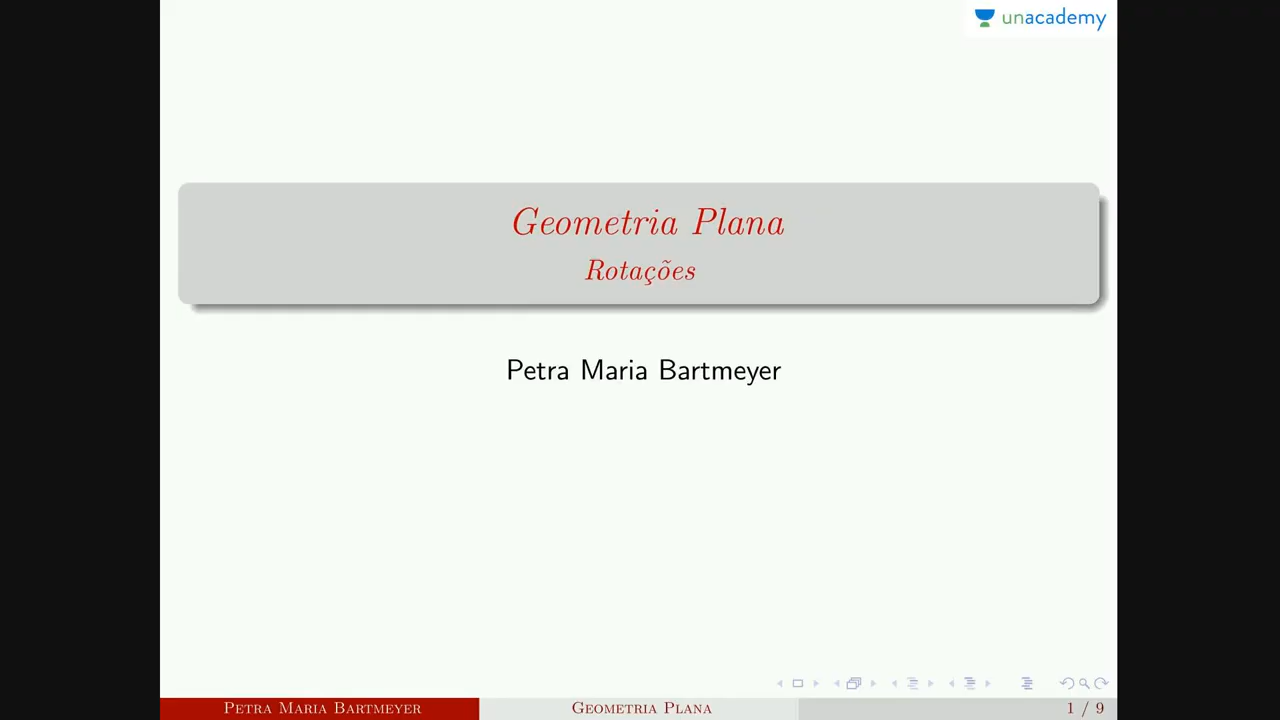 unacademy
Geometria Plana
Rotações
Petra Maria Bartmeyer
Petra Maria Bartmeyer Geometria Plana 1 / 9